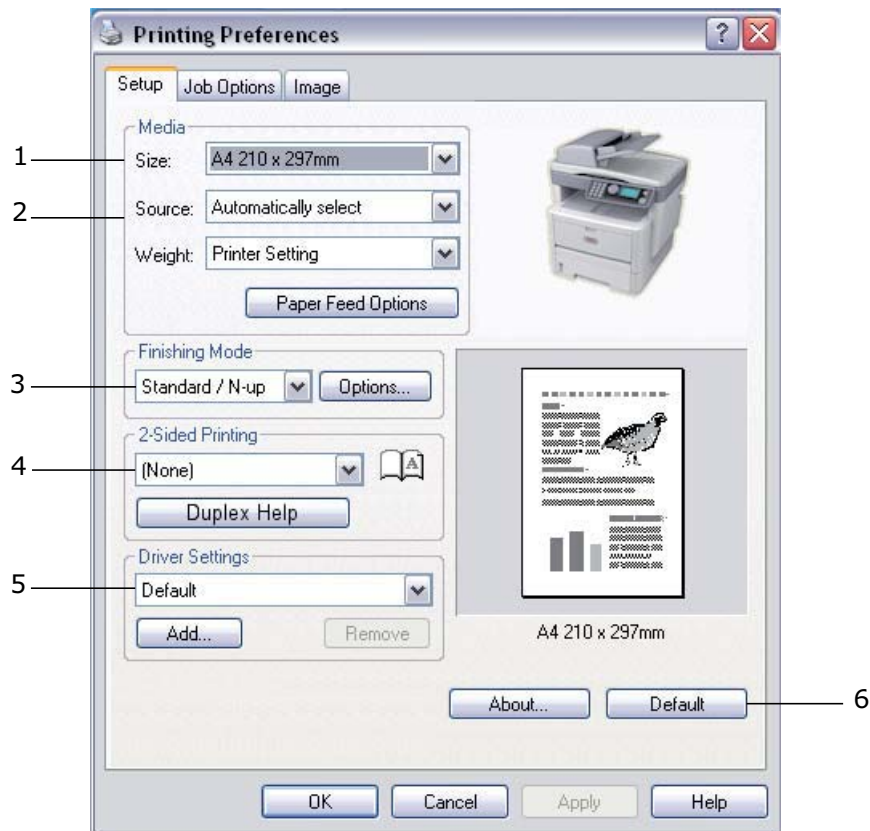 Printing Preferences
Setup Job Options Image
Media
1 Size: A4 210 x 297mm
2 Source: Automatically select
Weight: Printer Setting
Paper Feed Options
Finishing Mode
3 Standard / N-up Options...
2-Sided Printing
4 (None) A
Duplex Help
Driver Settings
5 Default
Add... Remove
A4 210 x 297mm
About... Default 6
OK Cancel Apply Help